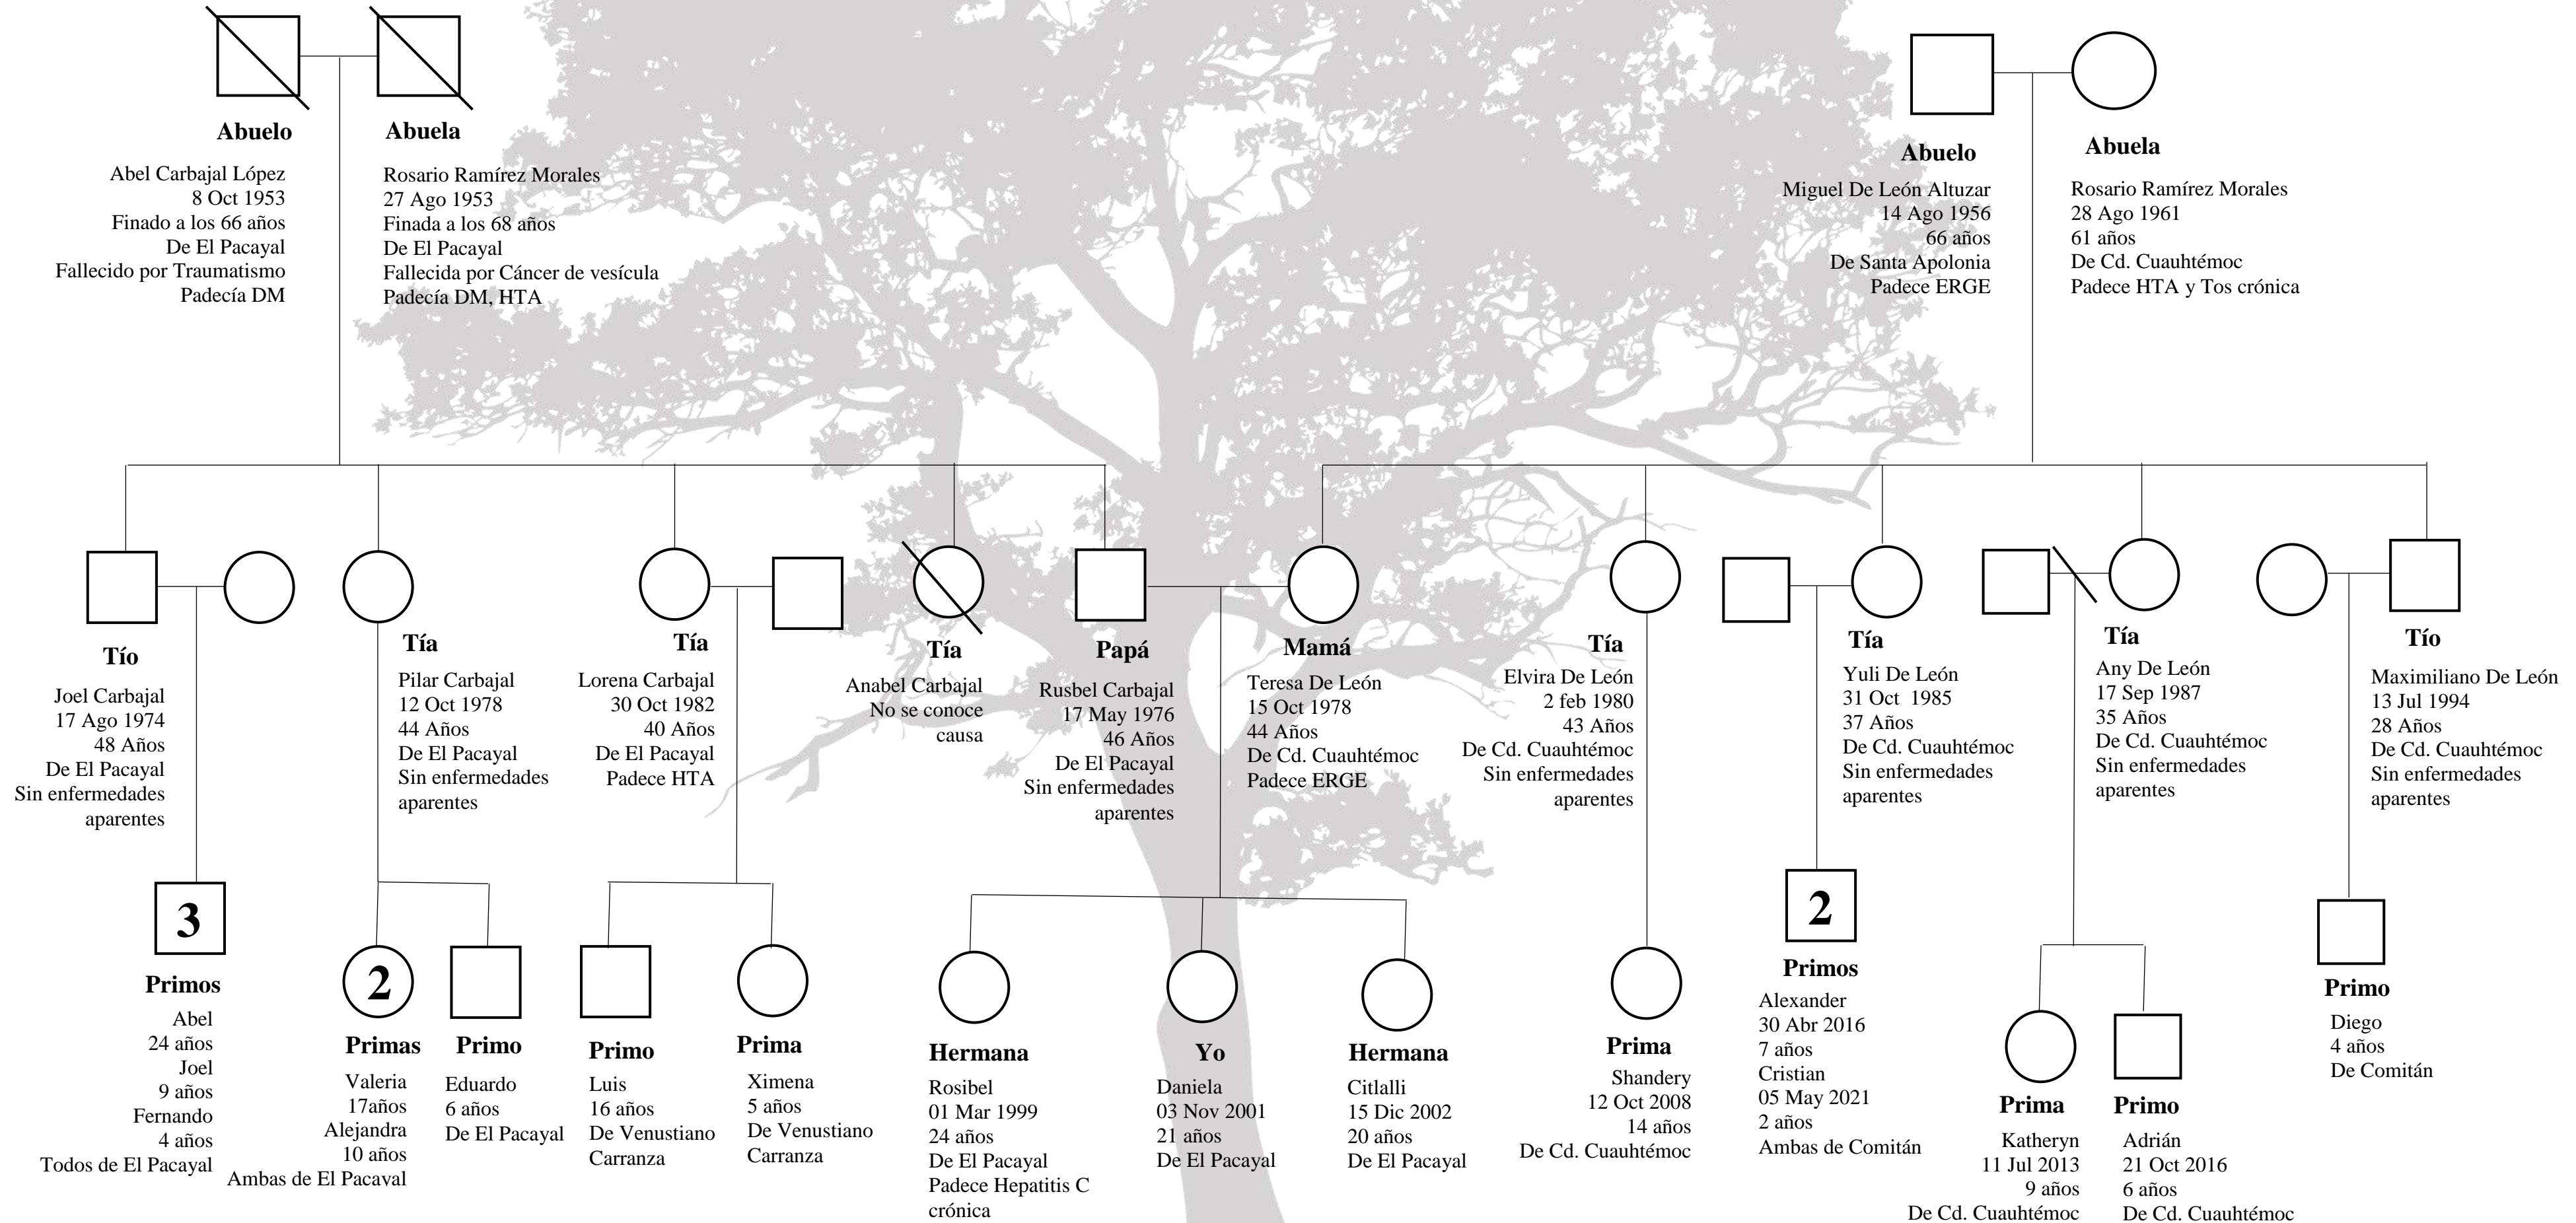 Abuelo
Abel Carbajal López
8 Oct 1953
Finado a los 66 años
De El Pacayal
Fallecido por Traumatismo
Padecía DM
Abuela
Rosario Ramírez Morales
27 Ago 1953
Finada a los 68 años
De El Pacayal
Fallecida por Cáncer de vesícula
Padecía DM, HTA
Abuelo
Miguel De León Altuzar
14 Ago 1956
66 años
De Santa Apolonia
Padece ERGE
Abuela
Rosario Ramírez Morales
28 Ago 1961
61 años
De Cd. Cuauhtémoc
Padece HTA y Tos crónica
Tío
Joel Carbajal
17 Ago 1974
48 Años
De El Pacayal
Sin enfermedades
aparentes
Tía
Pilar Carbajal
12 Oct 1978
44 Años
De El Pacayal
Sin enfermedades
aparentes
Tía
Lorena Carbajal
30 Oct 1982
40 Años
De El Pacayal
Padece HTA
Tía
Anabel Carbajal
No se conoce
causa
Papá
Rusbel Carbajal
17 May 1976
46 Años
De El Pacayal
Sin enfermedades
aparentes
Mamá
Teresa De León
15 Oct 1978
44 Años
De Cd. Cuauhtémoc
Padece ERGE
Tía
Elvira De León
2 feb 1980
43 Años
De Cd. Cuauhtémoc
Sin enfermedades
aparentes
Tía
Yuli De León
31 Oct 1985
37 Años
De Cd. Cuauhtémoc
Sin enfermedades
aparentes
Tía
Any De León
17 Sep 1987
35 Años
De Cd. Cuauhtémoc
Sin enfermedades
aparentes
Tío
Maximiliano De León
13 Jul 1994
28 Años
De Cd. Cuauhtémoc
Sin enfermedades
aparentes
3
Primos
Abel
24 años
Joel
9 años
Fernando
4 años
Todos de El Pacayal
2
Primas
Valeria
17años
Alejandra
10 años
Ambas de El Pacayal
Primo
Eduardo
6 años
De El Pacayal
Primo
Luis
16 años
De Venustiano
Carranza
Prima
Ximena
5 años
De Venustiano
Carranza
Hermana
Rosibel
01 Mar 1999
24 años
De El Pacayal
Padece Hepatitis C
crónica
Yo
Daniela
03 Nov 2001
21 años
De El Pacayal
Hermana
Citlalli
15 Dic 2002
20 años
De El Pacayal
Prima
Shandery
12 Oct 2008
14 años
De Cd. Cuauhtémoc
2
Primos
Alexander
30 Abr 2016
7 años
Cristian
05 May 2021
2 años
Ambas de Comitán
Prima
Katheryn
11 Jul 2013
9 años
De Cd. Cuauhtémoc
Primo
Adrián
21 Oct 2016
6 años
De Cd. Cuauhtémoc
Primo
Diego
4 años
De Comitán